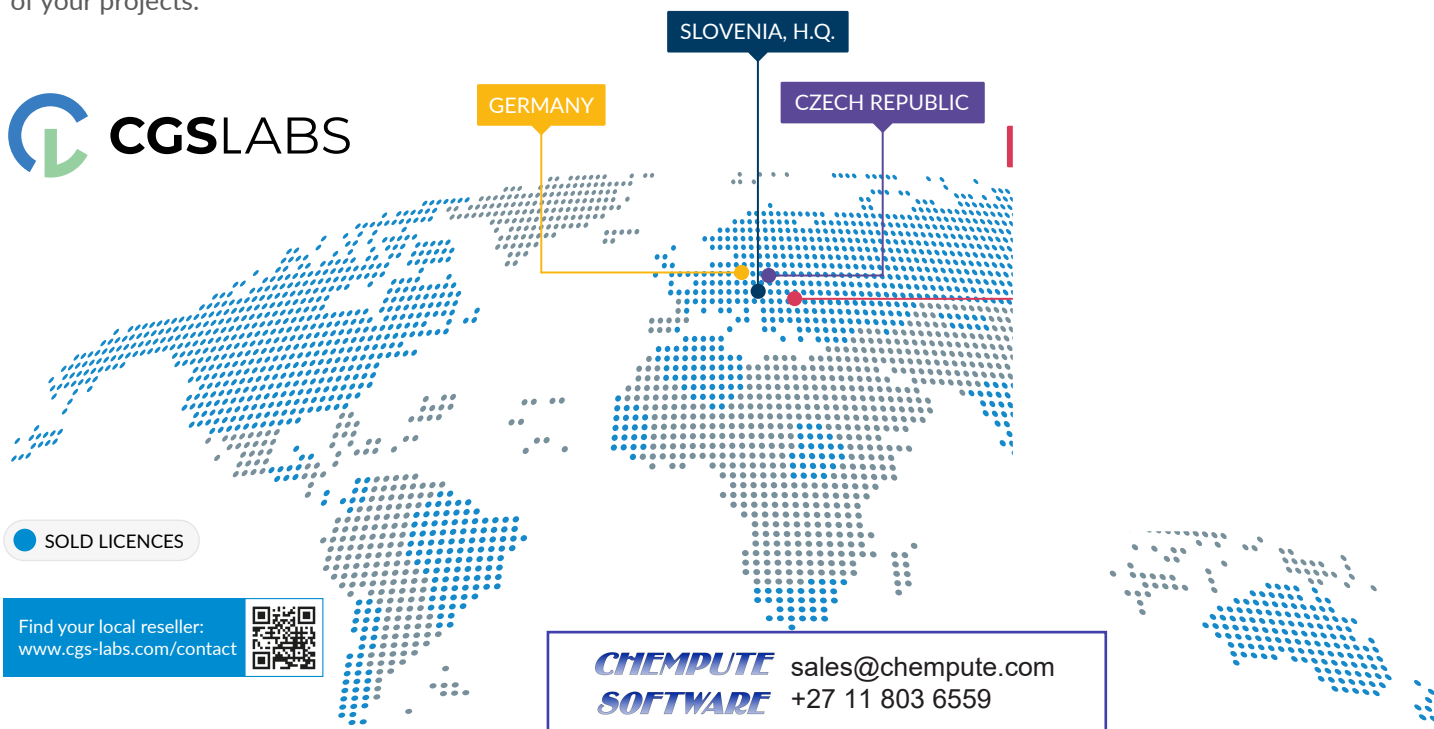 of your projects.
SLOVENIA, H.Q.
GERMANY
CZECH REPUBLIC
CGSLABS
SOLD LICENCES
Find your local reseller:
www.cgs-labs.com/contact
CHEMPUTE sales@chempute.com
SOFTWARE +27 11 803 6559